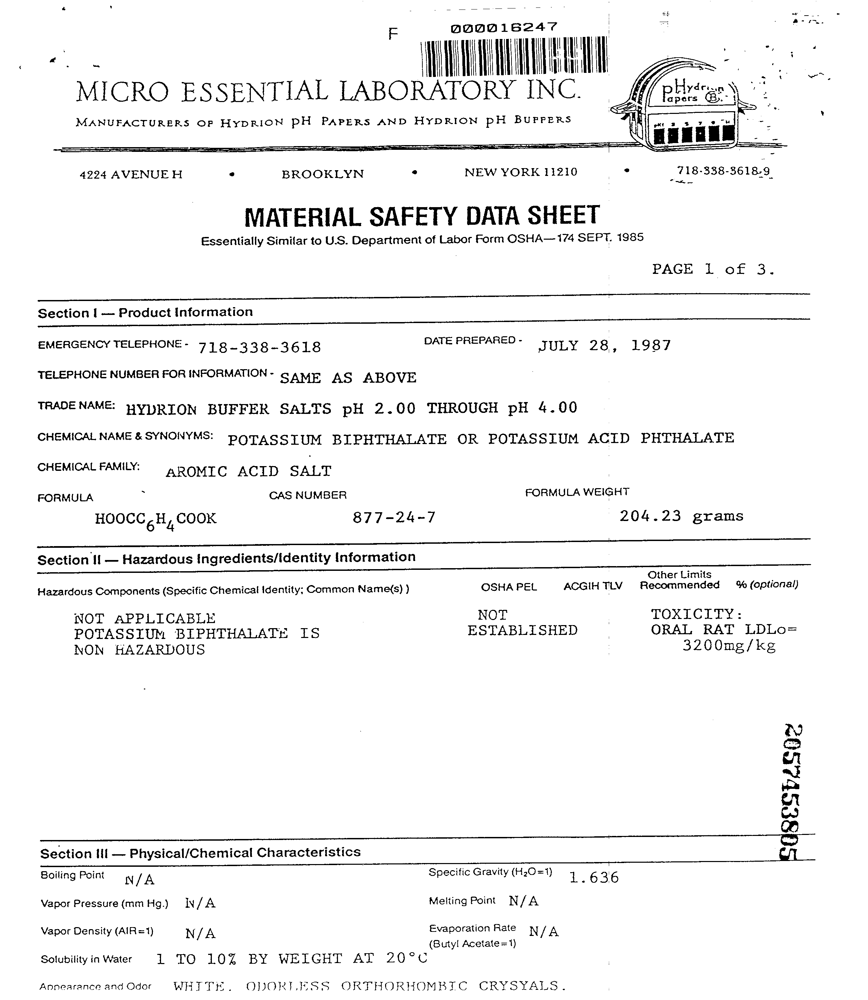 F 000016247
MICRO ESSENTIAL LABORATORY INC.
MANUFACTURERS OF HYDRION pH PAPERS AND HYDRION pH BUFFERS
pHydrion
Papers ®
4224 AVENUE H • BROOKLYN • NEW YORK 11210 • 718-338-3618-9
MATERIAL SAFETY DATA SHEET
Essentially Similar to U.S. Department of Labor Form OSHA—174 SEPT. 1985
PAGE 1 of 3.
Section I — Product Information
EMERGENCY TELEPHONE - 718-338-3618 DATE PREPARED - JULY 28, 1987
TELEPHONE NUMBER FOR INFORMATION - SAME AS ABOVE
TRADE NAME: HYDRION BUFFER SALTS pH 2.00 THROUGH pH 4.00
CHEMICAL NAME & SYNONYMS: POTASSIUM BIPHTHALATE OR POTASSIUM ACID PHTHALATE
CHEMICAL FAMILY: AROMIC ACID SALT
FORMULA CAS NUMBER FORMULA WEIGHT
HOOCC6H4COOK 877-24-7 204.23 grams
Section II — Hazardous Ingredients/Identity Information
Hazardous Components (Specific Chemical Identity; Common Name(s) ) OSHA PEL ACGIH TLV Other Limits Recommended % (optional)
NOT APPLICABLE NOT TOXICITY:
POTASSIUM BIPHTHALATE IS ESTABLISHED ORAL RAT LDLo=
NON HAZARDOUS 3200mg/kg
2057453805
Section III — Physical/Chemical Characteristics
Boiling Point N/A Specific Gravity (H2O=1) 1.636
Vapor Pressure (mm Hg.) N/A Melting Point N/A
Vapor Density (AIR=1) N/A Evaporation Rate (Butyl Acetate=1) N/A
Solubility in Water 1 TO 10% BY WEIGHT AT 20°C
Appearance and Odor WHITE, ODORLESS ORTHORHOMBIC CRYSYALS.